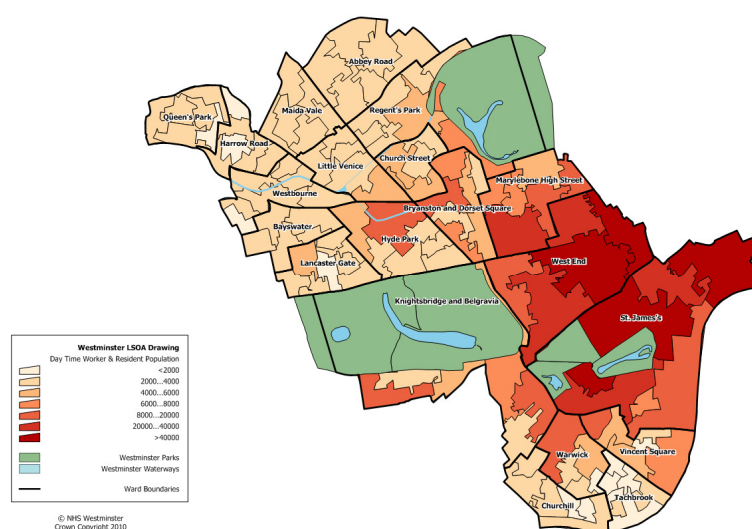 Abbey Road
Regent's Park
Maida Vale
Queen's Park
Harrow Road
Church Street
Little Venice
Marylebone High Street
Westbourne
Bryanston and Dorset Square
Bayswater
Hyde Park
Lancaster Gate
West End
Knightsbridge and Belgravia
St. James's
Warwick
Vincent Square
Tachbrook
Churchill
Westminster LSOA Drawing
Day Time Worker & Resident Population
<2000
2000...4000
4000...6000
6000...8000
8000...20000
20000...40000
>40000
Westminster Parks
Westminster Waterways
Ward Boundaries
© NHS Westminster
Crown Copyright 2010